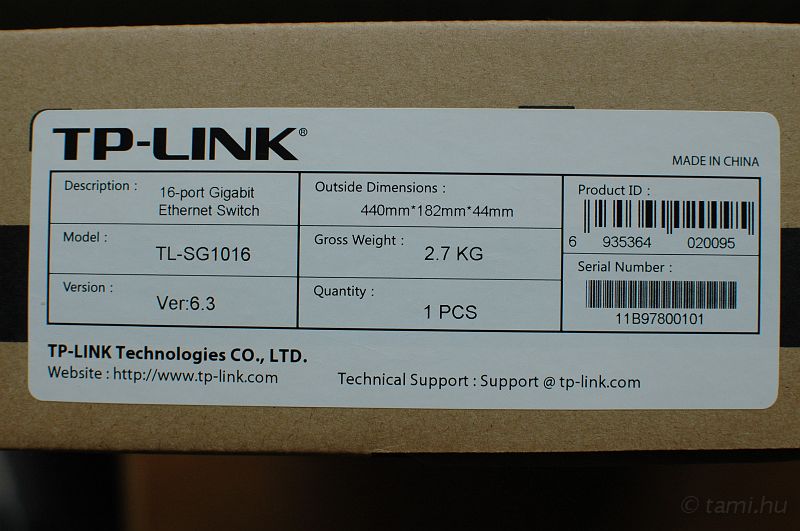 TP-LINK®
MADE IN CHINA
Description : 16-port Gigabit Ethernet Switch
Model : TL-SG1016
Version : Ver:6.3
Outside Dimensions : 440mm*182mm*44mm
Gross Weight : 2.7 KG
Quantity : 1 PCS
Product ID :
6 935364 020095
Serial Number :
11B97800101
TP-LINK Technologies CO., LTD.
Website : http://www.tp-link.com
Technical Support : Support @ tp-link.com
© tami.hu